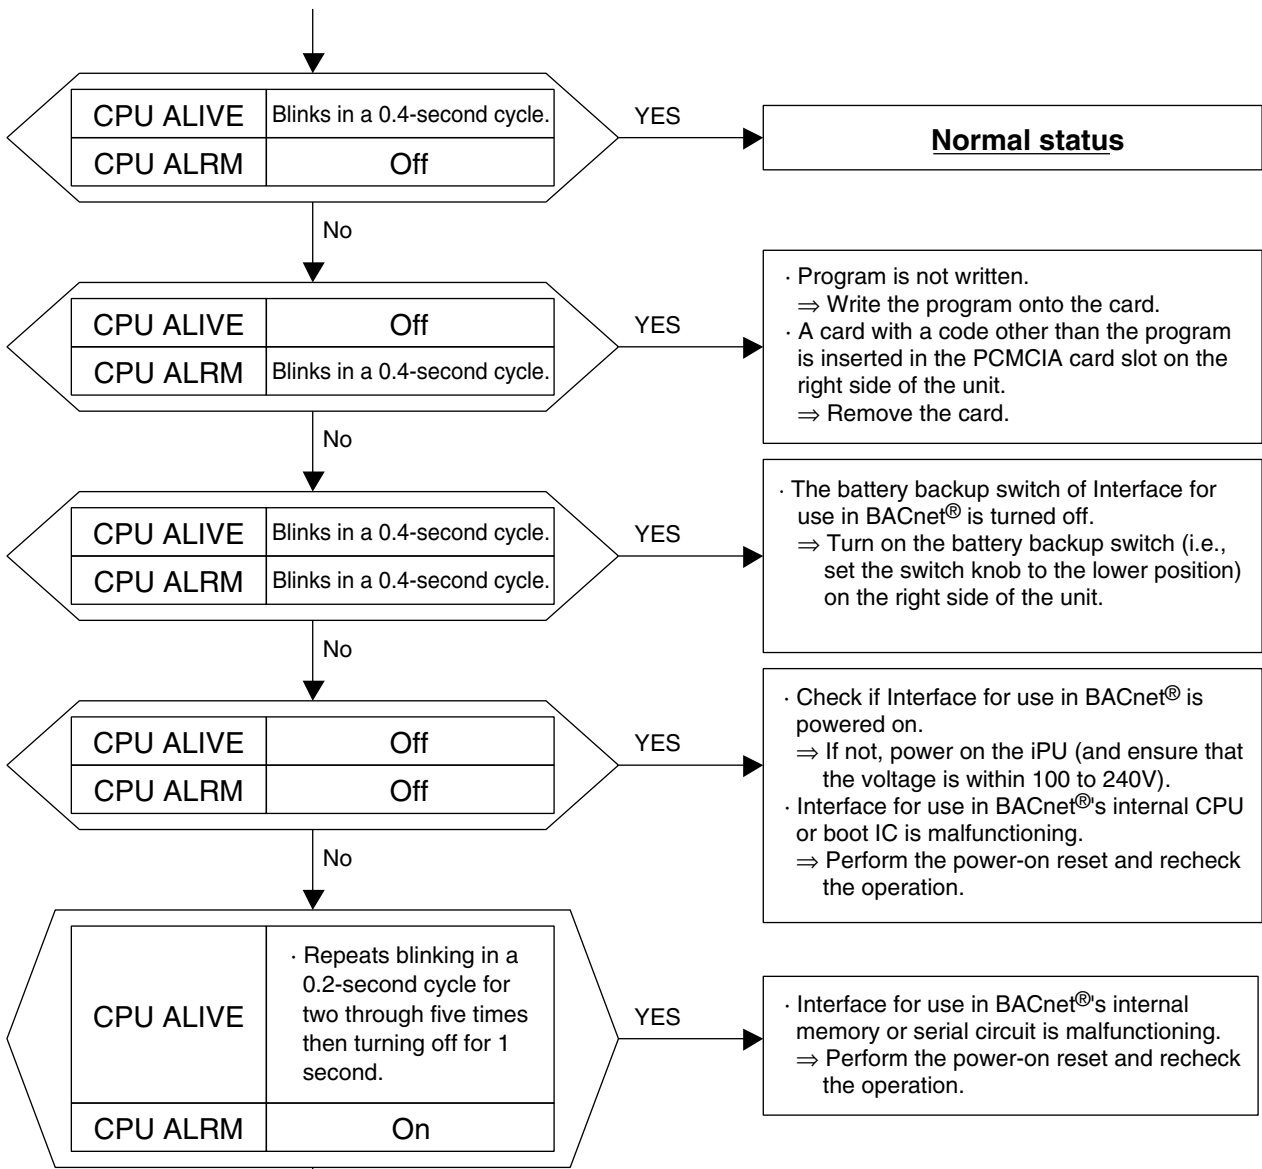 CPU ALIVE
Blinks in a 0.4-second cycle.
CPU ALRM
Off
YES
Normal status
No
CPU ALIVE
Off
CPU ALRM
Blinks in a 0.4-second cycle.
YES
· Program is not written.
⇒ Write the program onto the card.
· A card with a code other than the program
is inserted in the PCMCIA card slot on the
right side of the unit.
⇒ Remove the card.
No
CPU ALIVE
Blinks in a 0.4-second cycle.
CPU ALRM
Blinks in a 0.4-second cycle.
YES
· The battery backup switch of Interface for
use in BACnet® is turned off.
⇒ Turn on the battery backup switch (i.e.,
set the switch knob to the lower position)
on the right side of the unit.
No
CPU ALIVE
Off
CPU ALRM
Off
YES
· Check if Interface for use in BACnet® is
powered on.
⇒ If not, power on the iPU (and ensure that
the voltage is within 100 to 240V).
· Interface for use in BACnet®'s internal CPU
or boot IC is malfunctioning.
⇒ Perform the power-on reset and recheck
the operation.
No
CPU ALIVE
· Repeats blinking in a
0.2-second cycle for
two through five times
then turning off for 1
second.
CPU ALRM
On
YES
· Interface for use in BACnet®'s internal
memory or serial circuit is malfunctioning.
⇒ Perform the power-on reset and recheck
the operation.